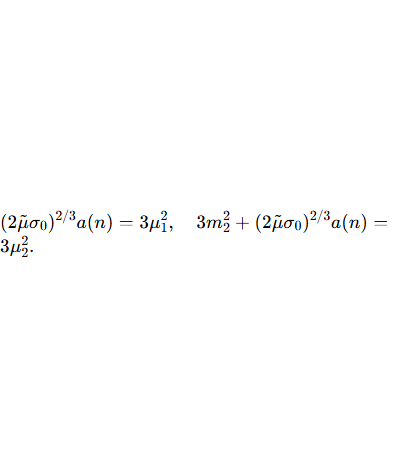 $(2\tilde{\mu}\sigma_0)^{2/3}a(n) = 3\mu_1^2, \quad 3m_2^2 + (2\tilde{\mu}\sigma_0)^{2/3}a(n) =$
$3\mu_2^2.$